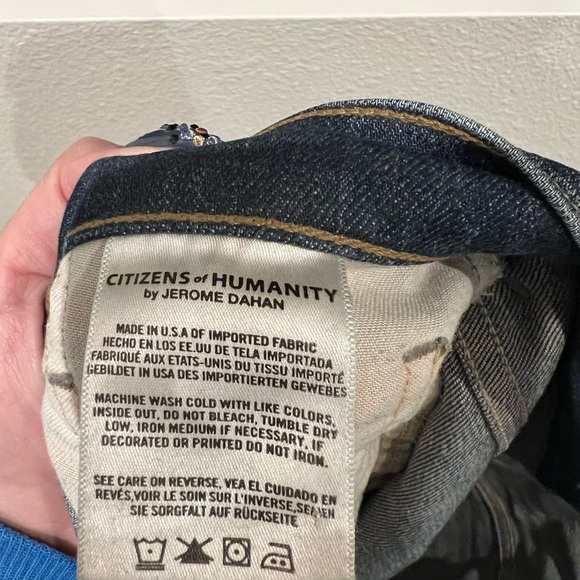 CITIZENS of HUMANITY
by JEROME DAHAN
MADE IN U.S.A OF IMPORTED FABRIC
HECHO EN LOS EE.UU DE TELA IMPORTADA
FABRIQUÉ AUX ETATS-UNIS DU TISSU IMPORTÉ
GEBILDET IN USA DES IMPORTIERTEN GEWEBES
MACHINE WASH COLD WITH LIKE COLORS,
INSIDE OUT, DO NOT BLEACH, TUMBLE DRY
LOW, IRON MEDIUM IF NECESSARY, IF
DECORATED OR PRINTED DO NOT IRON.
SEE CARE ON REVERSE, VEA EL CUIDADO EN
REVÉS,VOIR LE SOIN SUR L'INVERSE,SEHEN
SIE SORGFALT AUF RÜCKSEITE